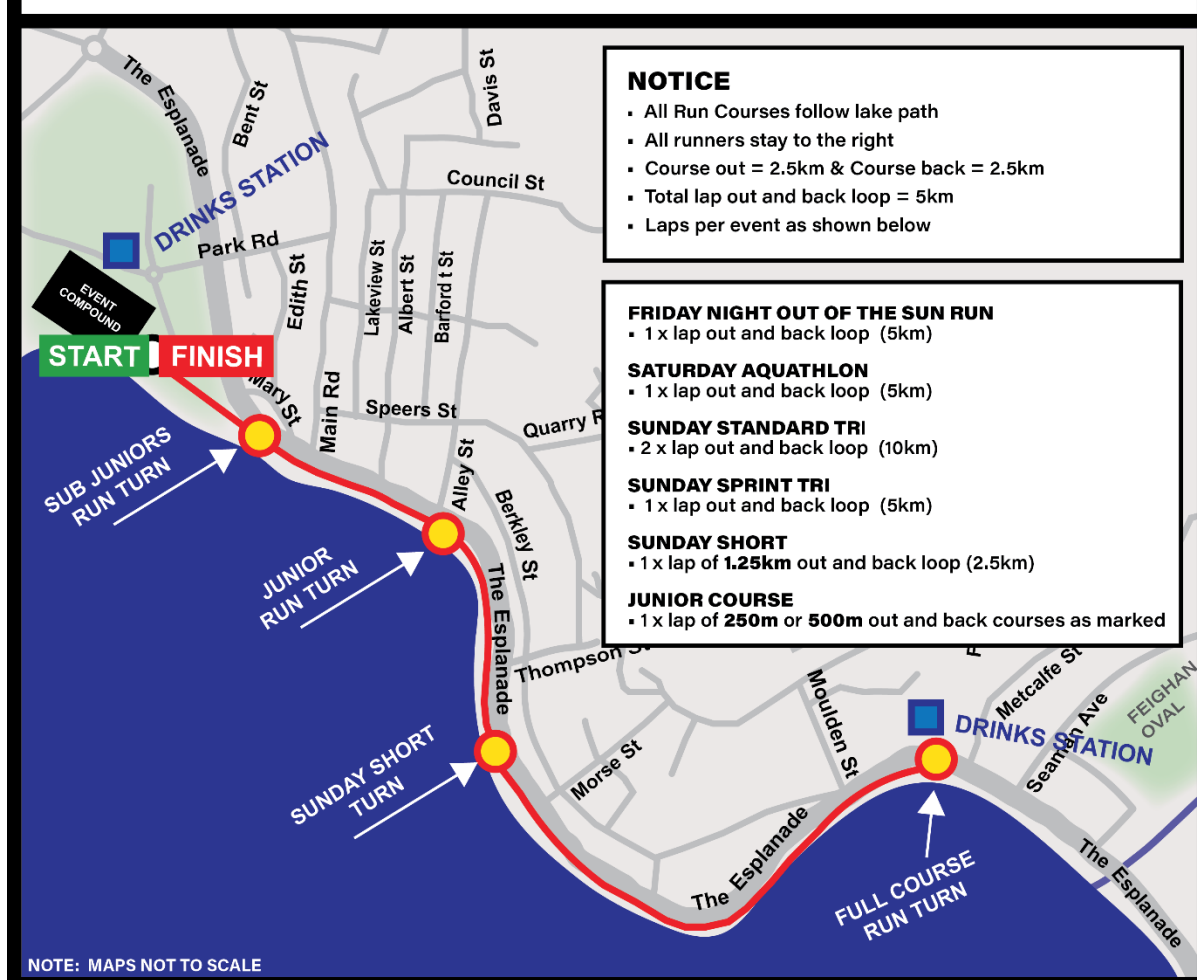 The Esplanade
Bent St
Davis St
DRINKS STATION
Council St
Park Rd
EVENT
COMPOUND
START
FINISH
Edith St
Lakeview St
Albert St
Barford t St
Mary St
Main Rd
Speers St
Quarry R
Alley St
Berkley St
SUB JUNIORS
RUN TURN
JUNIOR
RUN TURN
The Esplanade
Thompson St
SUNDAY SHORT
TURN
Morse St
Moulden St
The Esplanade
Metcalfe St
Seaman Ave
FEIGHAN
OVAL
DRINKS STATION
The Esplanade
FULL COURSE
RUN TURN
NOTICE
▪ All Run Courses follow lake path
▪ All runners stay to the right
▪ Course out = 2.5km & Course back = 2.5km
▪ Total lap out and back loop = 5km
▪ Laps per event as shown below
FRIDAY NIGHT OUT OF THE SUN RUN
▪ 1 x lap out and back loop (5km)
SATURDAY AQUATHLON
▪ 1 x lap out and back loop (5km)
SUNDAY STANDARD TRI
▪ 2 x lap out and back loop (10km)
SUNDAY SPRINT TRI
▪ 1 x lap out and back loop (5km)
SUNDAY SHORT
▪ 1 x lap of 1.25km out and back loop (2.5km)
JUNIOR COURSE
▪ 1 x lap of 250m or 500m out and back courses as marked
NOTE: MAPS NOT TO SCALE